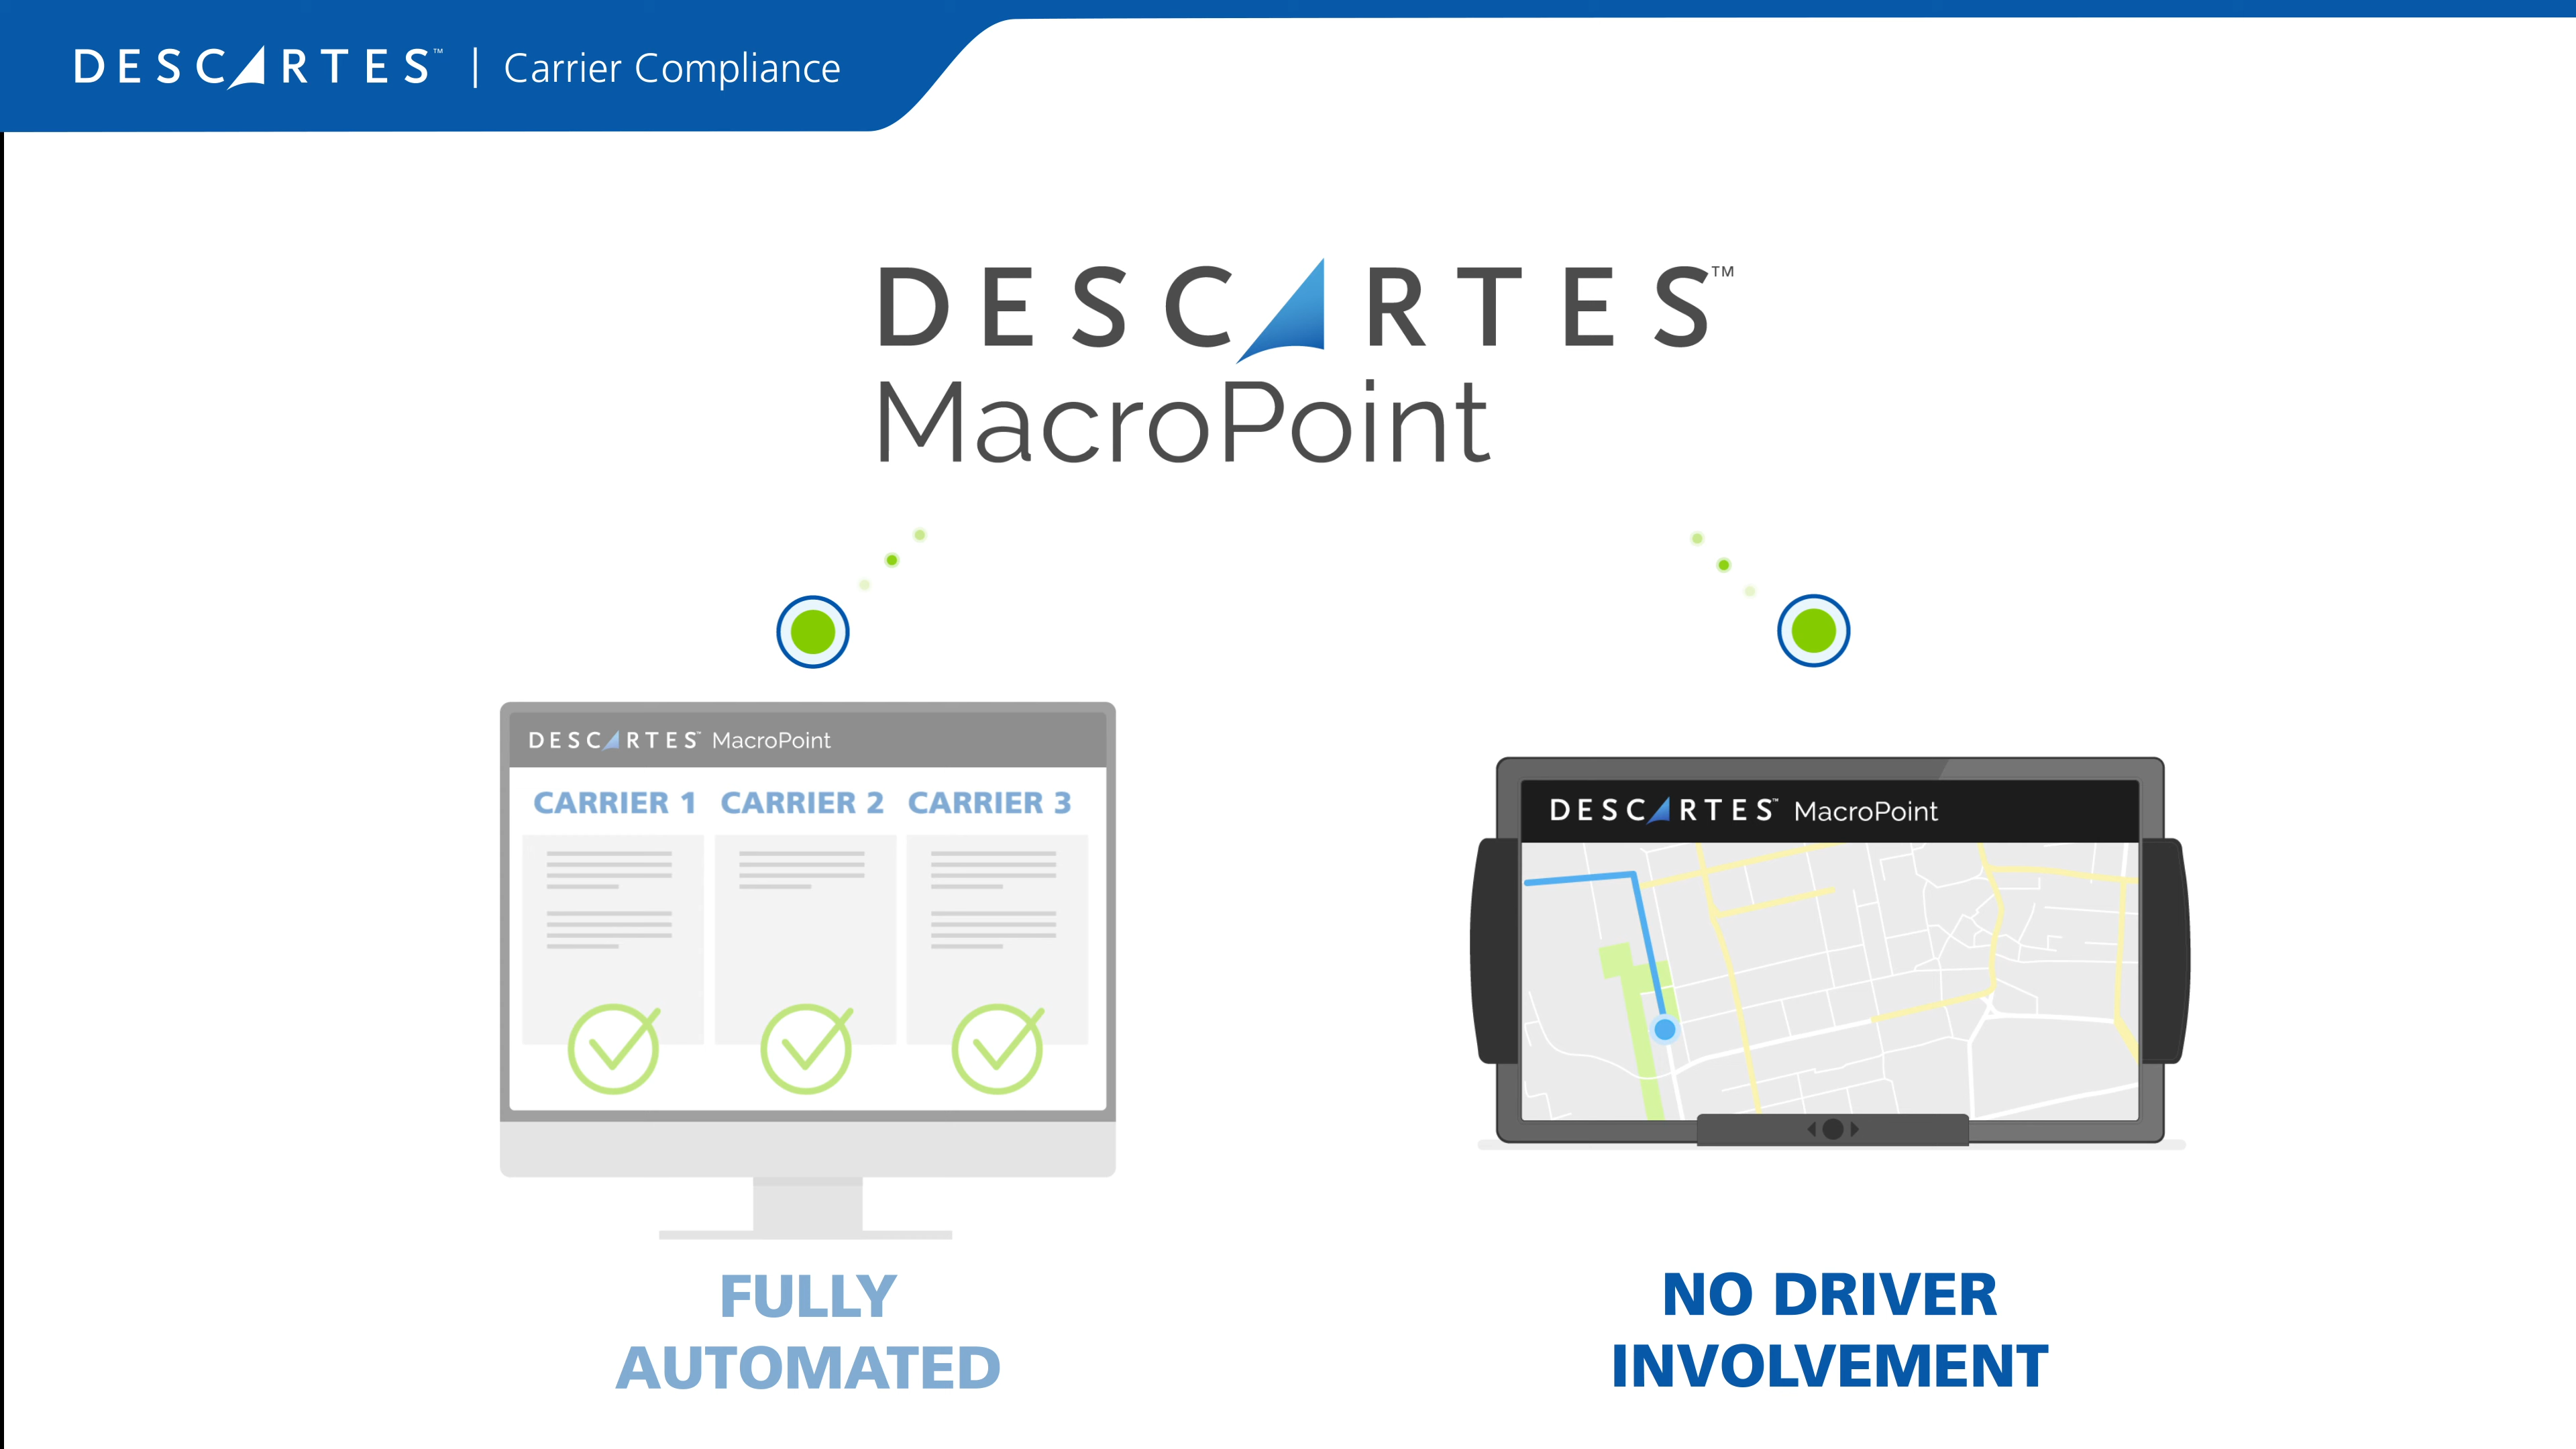 DESCARTES™ | Carrier Compliance
DESCARTES™
MacroPoint
DESCARTES™ MacroPoint
CARRIER 1 CARRIER 2 CARRIER 3
DESCARTES™ MacroPoint
FULLY
AUTOMATED
NO DRIVER
INVOLVEMENT